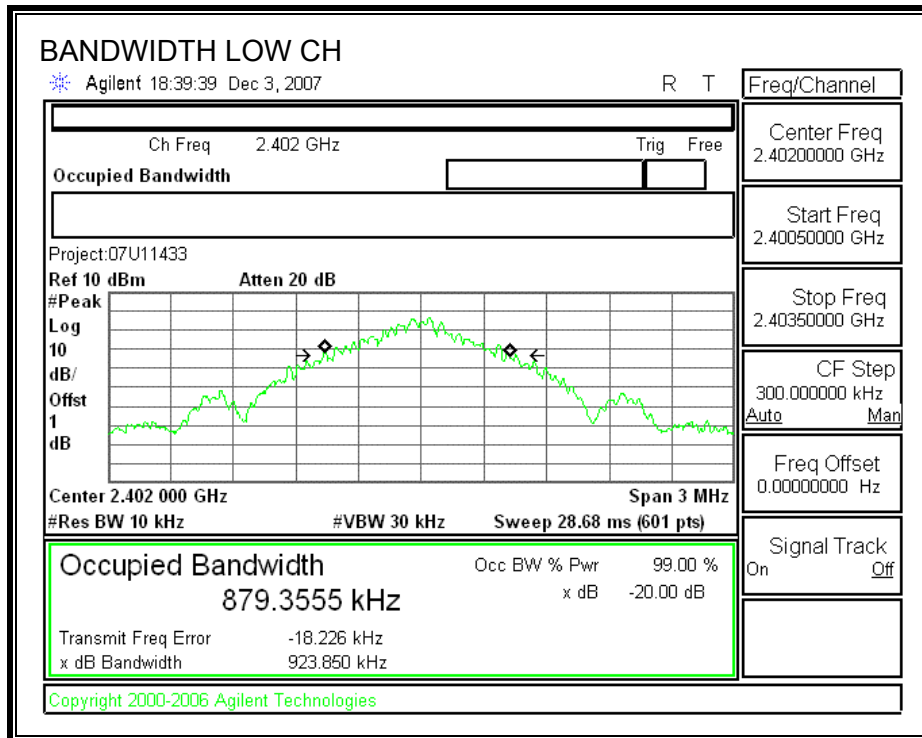 BANDWIDTH LOW CH
Agilent 18:39:39 Dec 3, 2007 R T
Freq/Channel
Ch Freq 2.402 GHz Trig Free
Occupied Bandwidth
Center Freq
2.40200000 GHz
Start Freq
2.40050000 GHz
Stop Freq
2.40350000 GHz
CF Step
300.000000 kHz
Auto Man
Freq Offset
0.00000000 Hz
Signal Track
On Off
Project:07U11433
Ref 10 dBm Atten 20 dB
#Peak
Log
10
dB/
Offst
1
dB
Center 2.402 000 GHz Span 3 MHz
#Res BW 10 kHz #VBW 30 kHz Sweep 28.68 ms (601 pts)
Occupied Bandwidth Occ BW % Pwr 99.00 %
879.3555 kHz x dB -20.00 dB
Transmit Freq Error -18.226 kHz
x dB Bandwidth 923.850 kHz
Copyright 2000-2006 Agilent Technologies